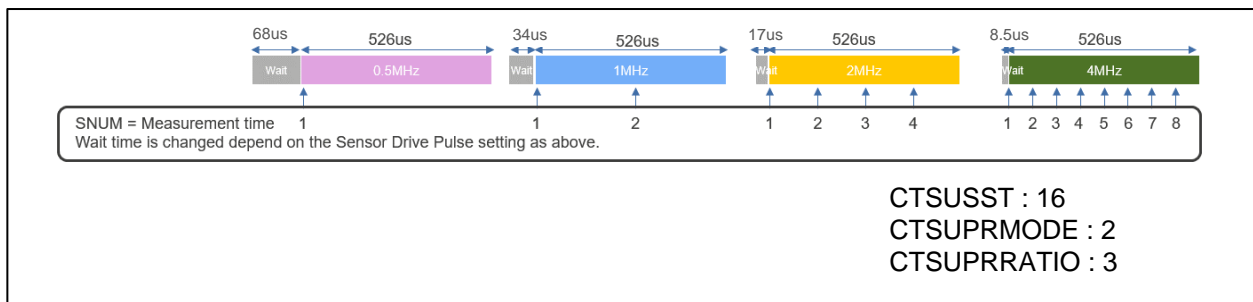 68us 526us 34us 526us 17us 526us 8.5us 526us
Wait 0.5MHz Wait 1MHz Wait 2MHz Wait 4MHz
SNUM = Measurement time 1 1 2 1 2 3 4 1 2 3 4 5 6 7 8
Wait time is changed depend on the Sensor Drive Pulse setting as above.
CTSUSST : 16
CTSUPRMODE : 2
CTSUPRRATIO : 3